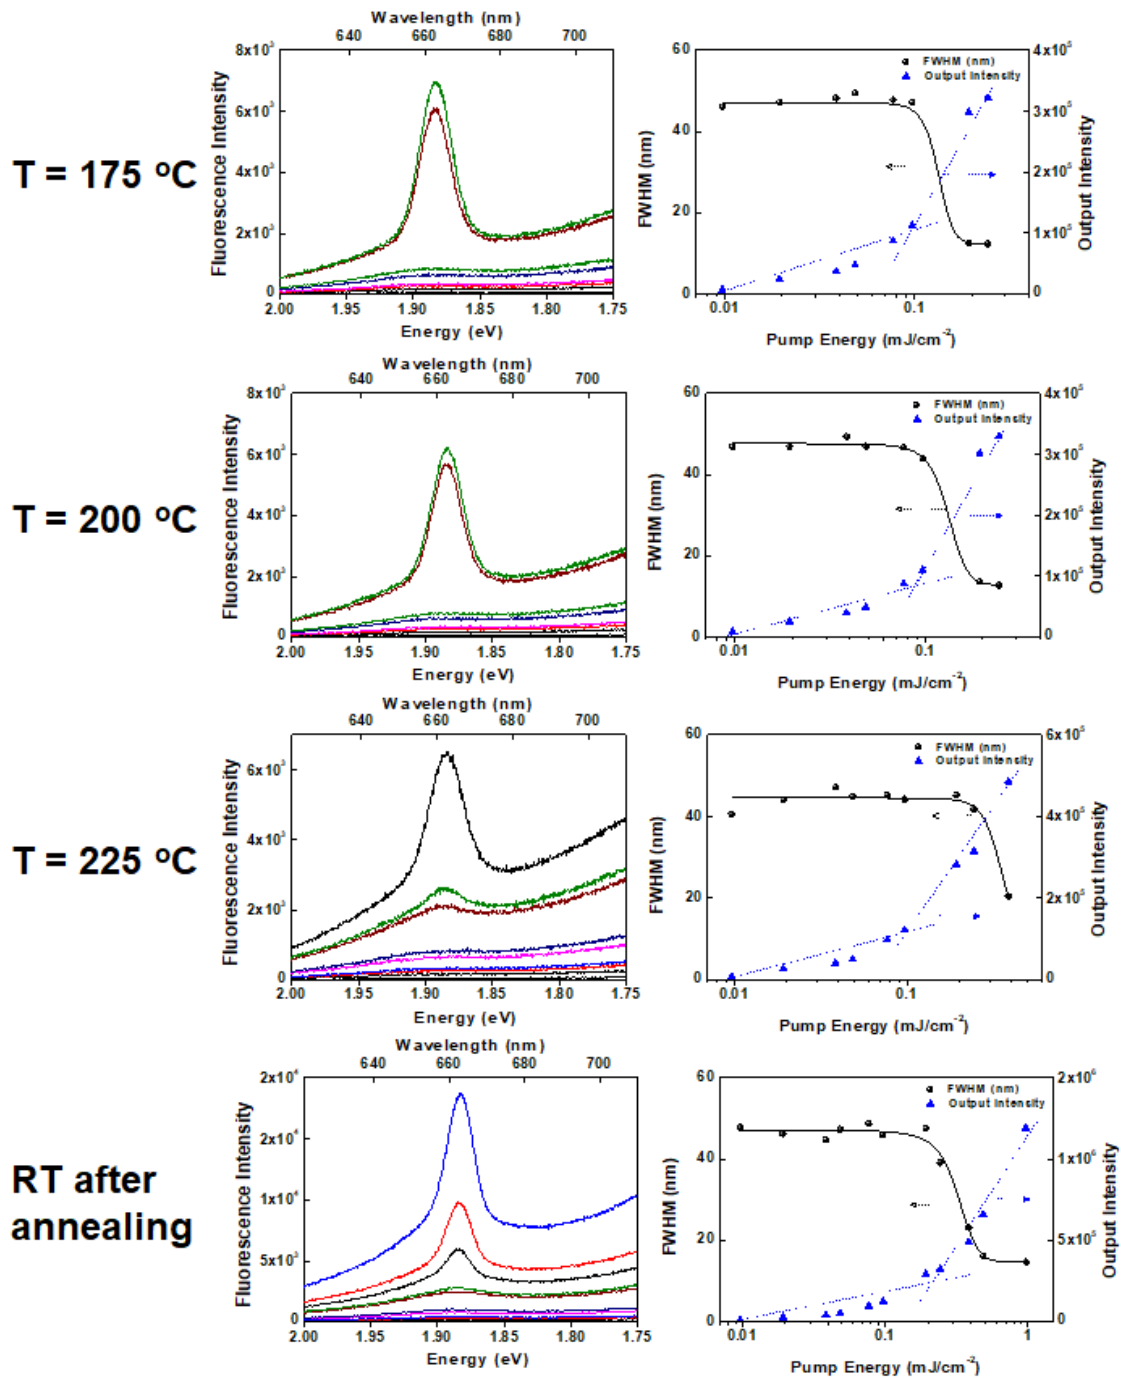 T = 175 °C
Wavelength (nm)
640 660 680 700
8x10³
6x10³
4x10³
2x10³
0
Fluorescence Intensity
2.00 1.95 1.90 1.85 1.80 1.75
Energy (eV)
FWHM (nm)
Output Intensity
60
40
20
0
FWHM (nm)
4x10⁵
3x10⁵
2x10⁵
1x10⁵
0
Output Intensity
0.01 0.1
Pump Energy (mJ/cm⁻²)
T = 200 °C
Wavelength (nm)
640 660 680 700
8x10³
6x10³
4x10³
2x10³
0
Fluorescence Intensity
2.00 1.95 1.90 1.85 1.80 1.75
Energy (eV)
FWHM (nm)
Output Intensity
60
40
20
0
FWHM (nm)
4x10⁵
3x10⁵
2x10⁵
1x10⁵
0
Output Intensity
0.01 0.1
Pump Energy (mJ/cm⁻²)
T = 225 °C
Wavelength (nm)
640 660 680 700
6x10³
4x10³
2x10³
0
Fluorescence Intensity
2.00 1.95 1.90 1.85 1.80 1.75
Energy (eV)
FWHM (nm)
Output Intensity
60
40
20
0
FWHM (nm)
6x10⁵
4x10⁵
2x10⁵
0
Output Intensity
0.01 0.1
Pump Energy (mJ/cm⁻²)
RT after
annealing
Wavelength (nm)
640 660 680 700
2x10⁴
2x10⁴
1x10⁴
5x10³
0
Fluorescence Intensity
2.00 1.95 1.90 1.85 1.80 1.75
Energy (eV)
FWHM (nm)
Output Intensity
60
40
20
0
FWHM (nm)
2x10⁶
1x10⁶
5x10⁵
0
Output Intensity
0.01 0.1 1
Pump Energy (mJ/cm⁻²)